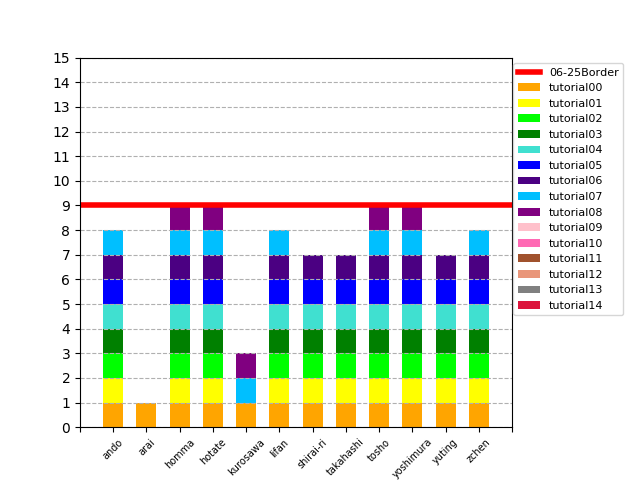 15
14
13
12
11
10
9
8
7
6
5
4
3
2
1
0
ando
arai
homma
hotate
kurosawa
lifan
shirai-ri
takahashi
tosho
yoshimura
yuting
zchen
06-25Border
tutorial00
tutorial01
tutorial02
tutorial03
tutorial04
tutorial05
tutorial06
tutorial07
tutorial08
tutorial09
tutorial10
tutorial11
tutorial12
tutorial13
tutorial14